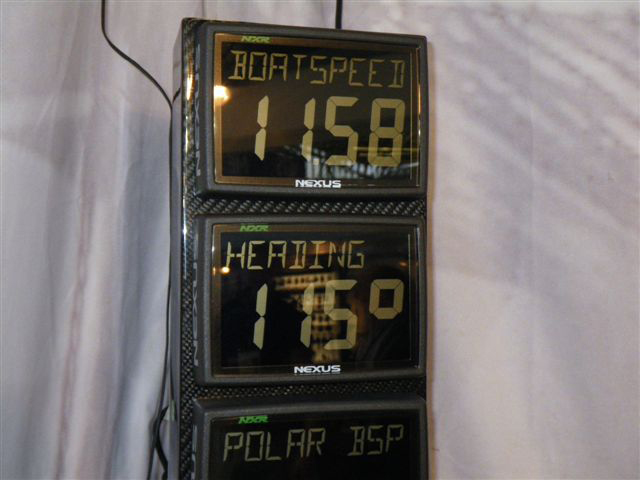 NXR
BOATSPEED
1158
NEXUS
NXR
HEADING
115°
NEXUS
NXR
POLAR BSP